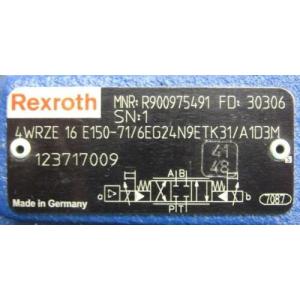 Rexroth
MNR: R900975491 FD: 30306
SN:1
4WRZE 16 E150-71/6EG24N9ETK31/A1D3M
123717009
41
48
A B
a b
P T
Made in Germany
7087